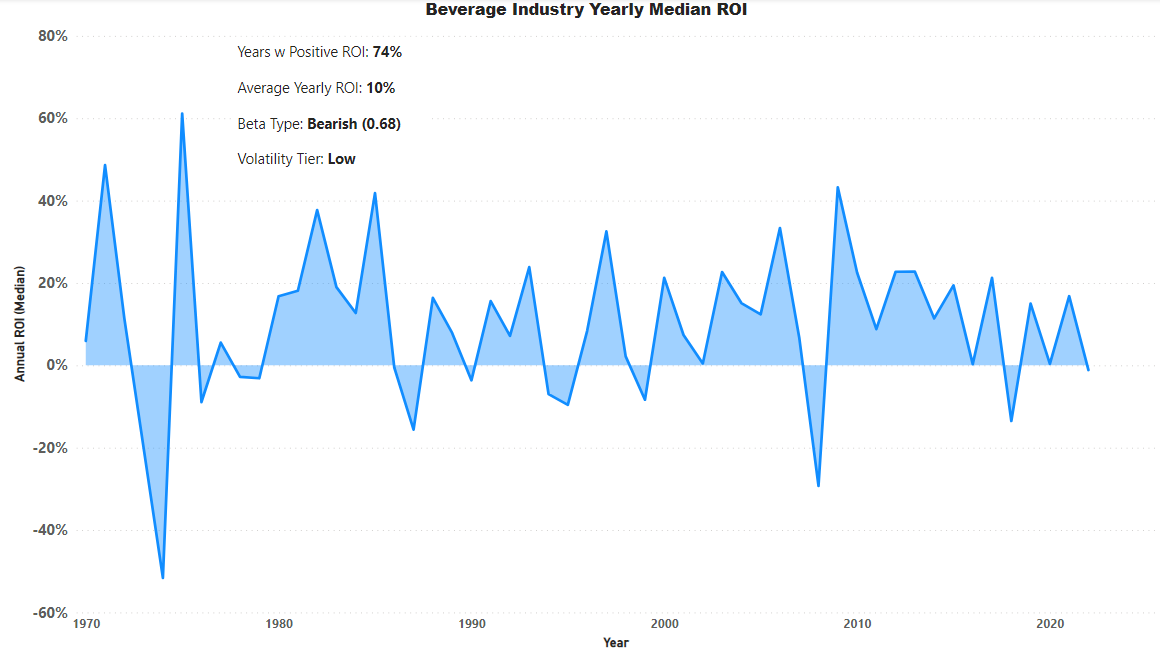 Beverage Industry Yearly Median ROI
80%
Years w Positive ROI: 74%
Average Yearly ROI: 10%
60%
Beta Type: Bearish (0.68)
Volatility Tier: Low
40%
20%
Annual ROI (Median)
0%
-20%
-40%
-60%
1970 1980 1990 2000 2010 2020
Year